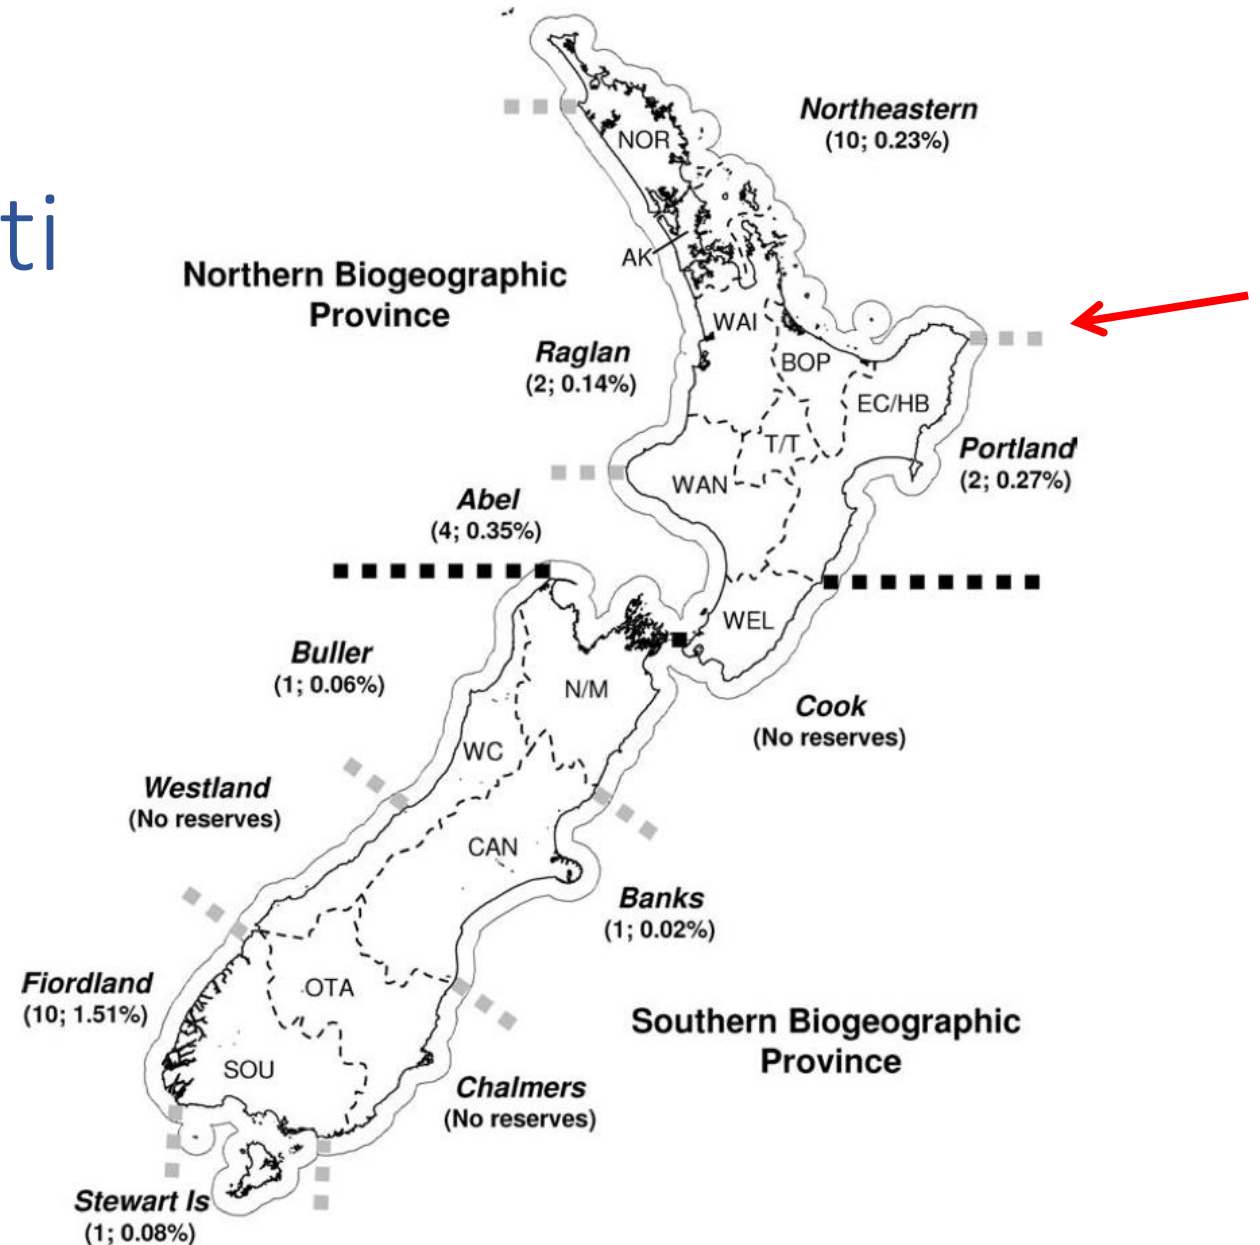 ti
Northeastern
(10; 0.23%)
NOR
AK
Northern Biogeographic
Province
WAI
Raglan
(2; 0.14%)
BOP
EC/HB
T/T
Portland
(2; 0.27%)
WAN
Abel
(4; 0.35%)
WEL
Buller
(1; 0.06%)
N/M
Cook
(No reserves)
WC
Westland
(No reserves)
CAN
Banks
(1; 0.02%)
Fiordland
(10; 1.51%)
OTA
Southern Biogeographic
Province
SOU
Chalmers
(No reserves)
Stewart Is
(1; 0.08%)